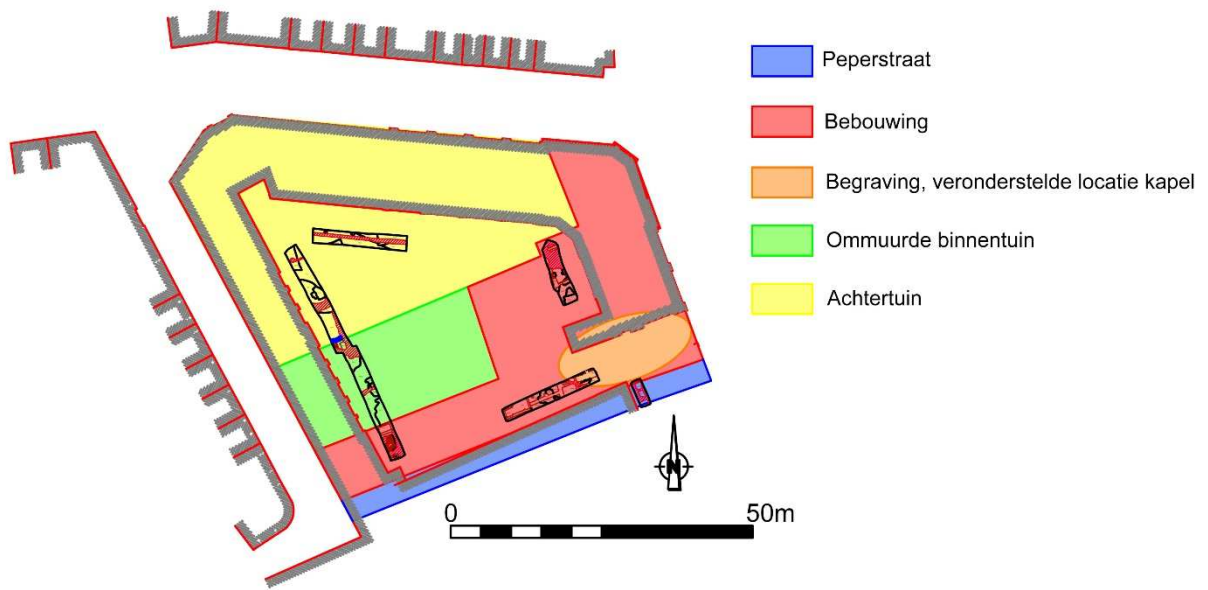 Peperstraat
Bebouwing
Begraving, veronderstelde locatie kapel
Ommuurde binnentuin
Achtertuin
N
0 50m